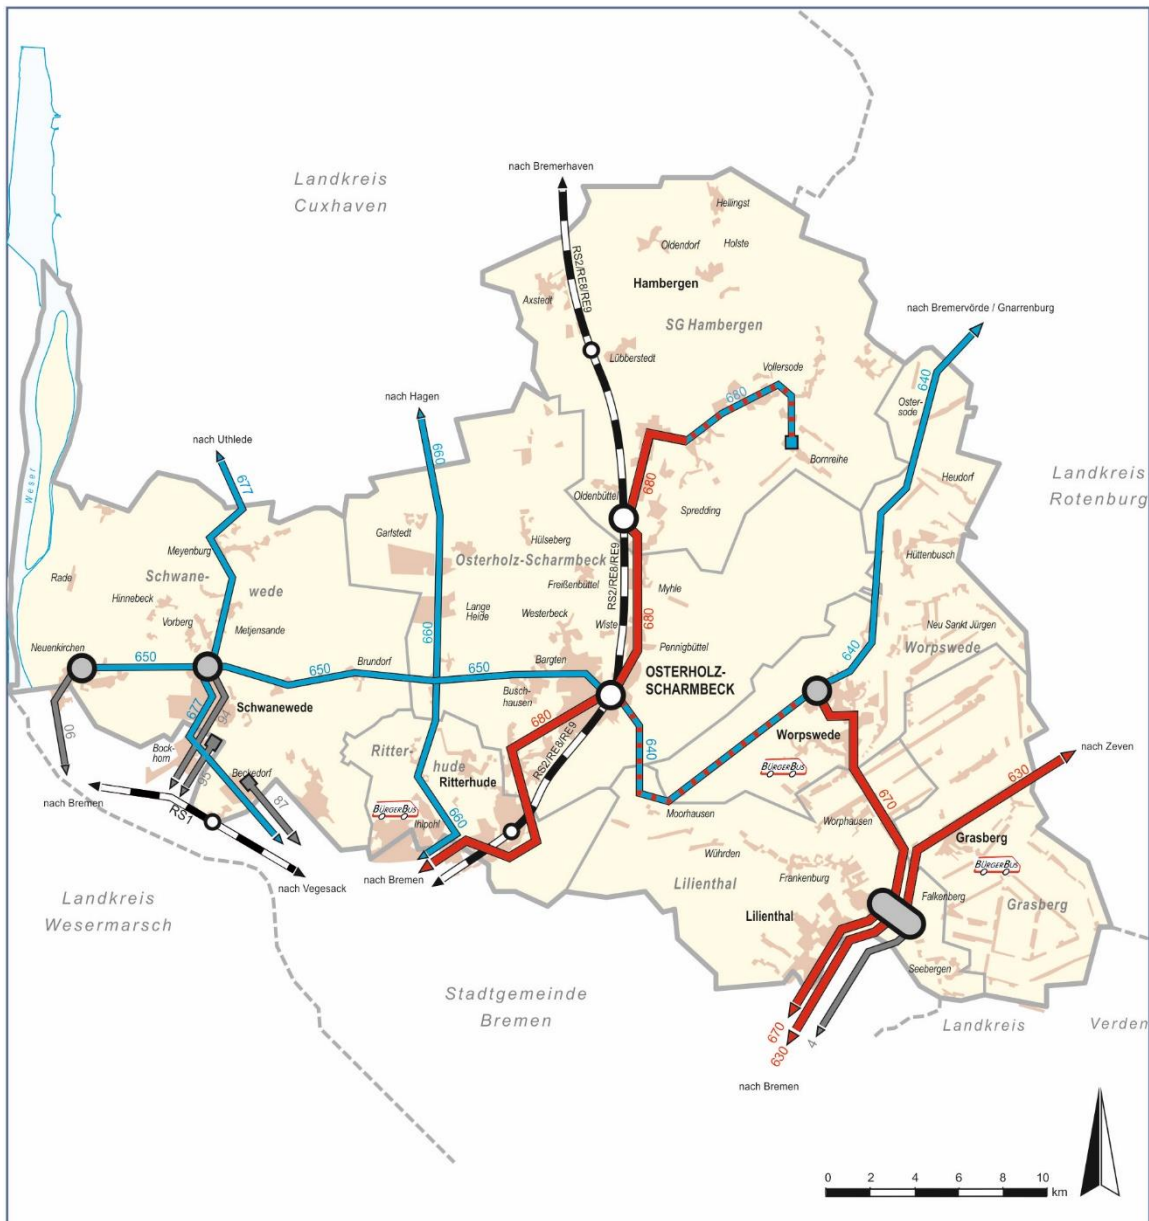 Landkreis
Cuxhaven
nach Bremerhaven
Hellingst
Oldendorf
Holste
RS2/RE8/RE9
Hambergen
Axstedt
SG Hambergen
nach Bremervörde / Gnarrenburg
Lübberstedt
Vollersode
640
680
nach Hagen
Oster-
sode
nach Uthlede
660
Bornreihe
677
Weser
Heudorf
Landkreis
Rotenburg
680
Oldenbüttel
Spredding
Garlstedt
Hülseberg
Meyenburg
Osterholz-Scharmbeck
RS2/RE8/RE9
Hüttenbusch
Rade
Schwane-
wede
Freißenbüttel
Myhle
Hinnebeck
Lange
Heide
Westerbeck
Vorberg
Metjensande
Wiste
680
Neu Sankt Jürgen
660
Neuenkirchen
Pennigbüttel
Worpswede
640
650
650
Brundorf
650
Bargten
OSTERHOLZ-
SCHARMBECK
Busch-
hausen
677
94
Schwanewede
680
90
Ritter-
hude
Worpswede
Bock-
horn
640
RS2/RE8/RE9
95
nach Zeven
BÜRGERBUS
Beckedorf
Ritterhude
630
nach Bremen
87
BÜRGERBUS
Moorhausen
670
RS1
Ihlpohl
660
Worphausen
Grasberg
Würden
nach Vegesack
nach Bremen
Frankenburg
BÜRGERBUS
Lilienthal
Falkenberg
Grasberg
Landkreis
Wesermarsch
Lilienthal
Seebergen
Stadtgemeinde
Bremen
Landkreis
Verden
670
630
4
nach Bremen
0 2 4 6 8 10
km